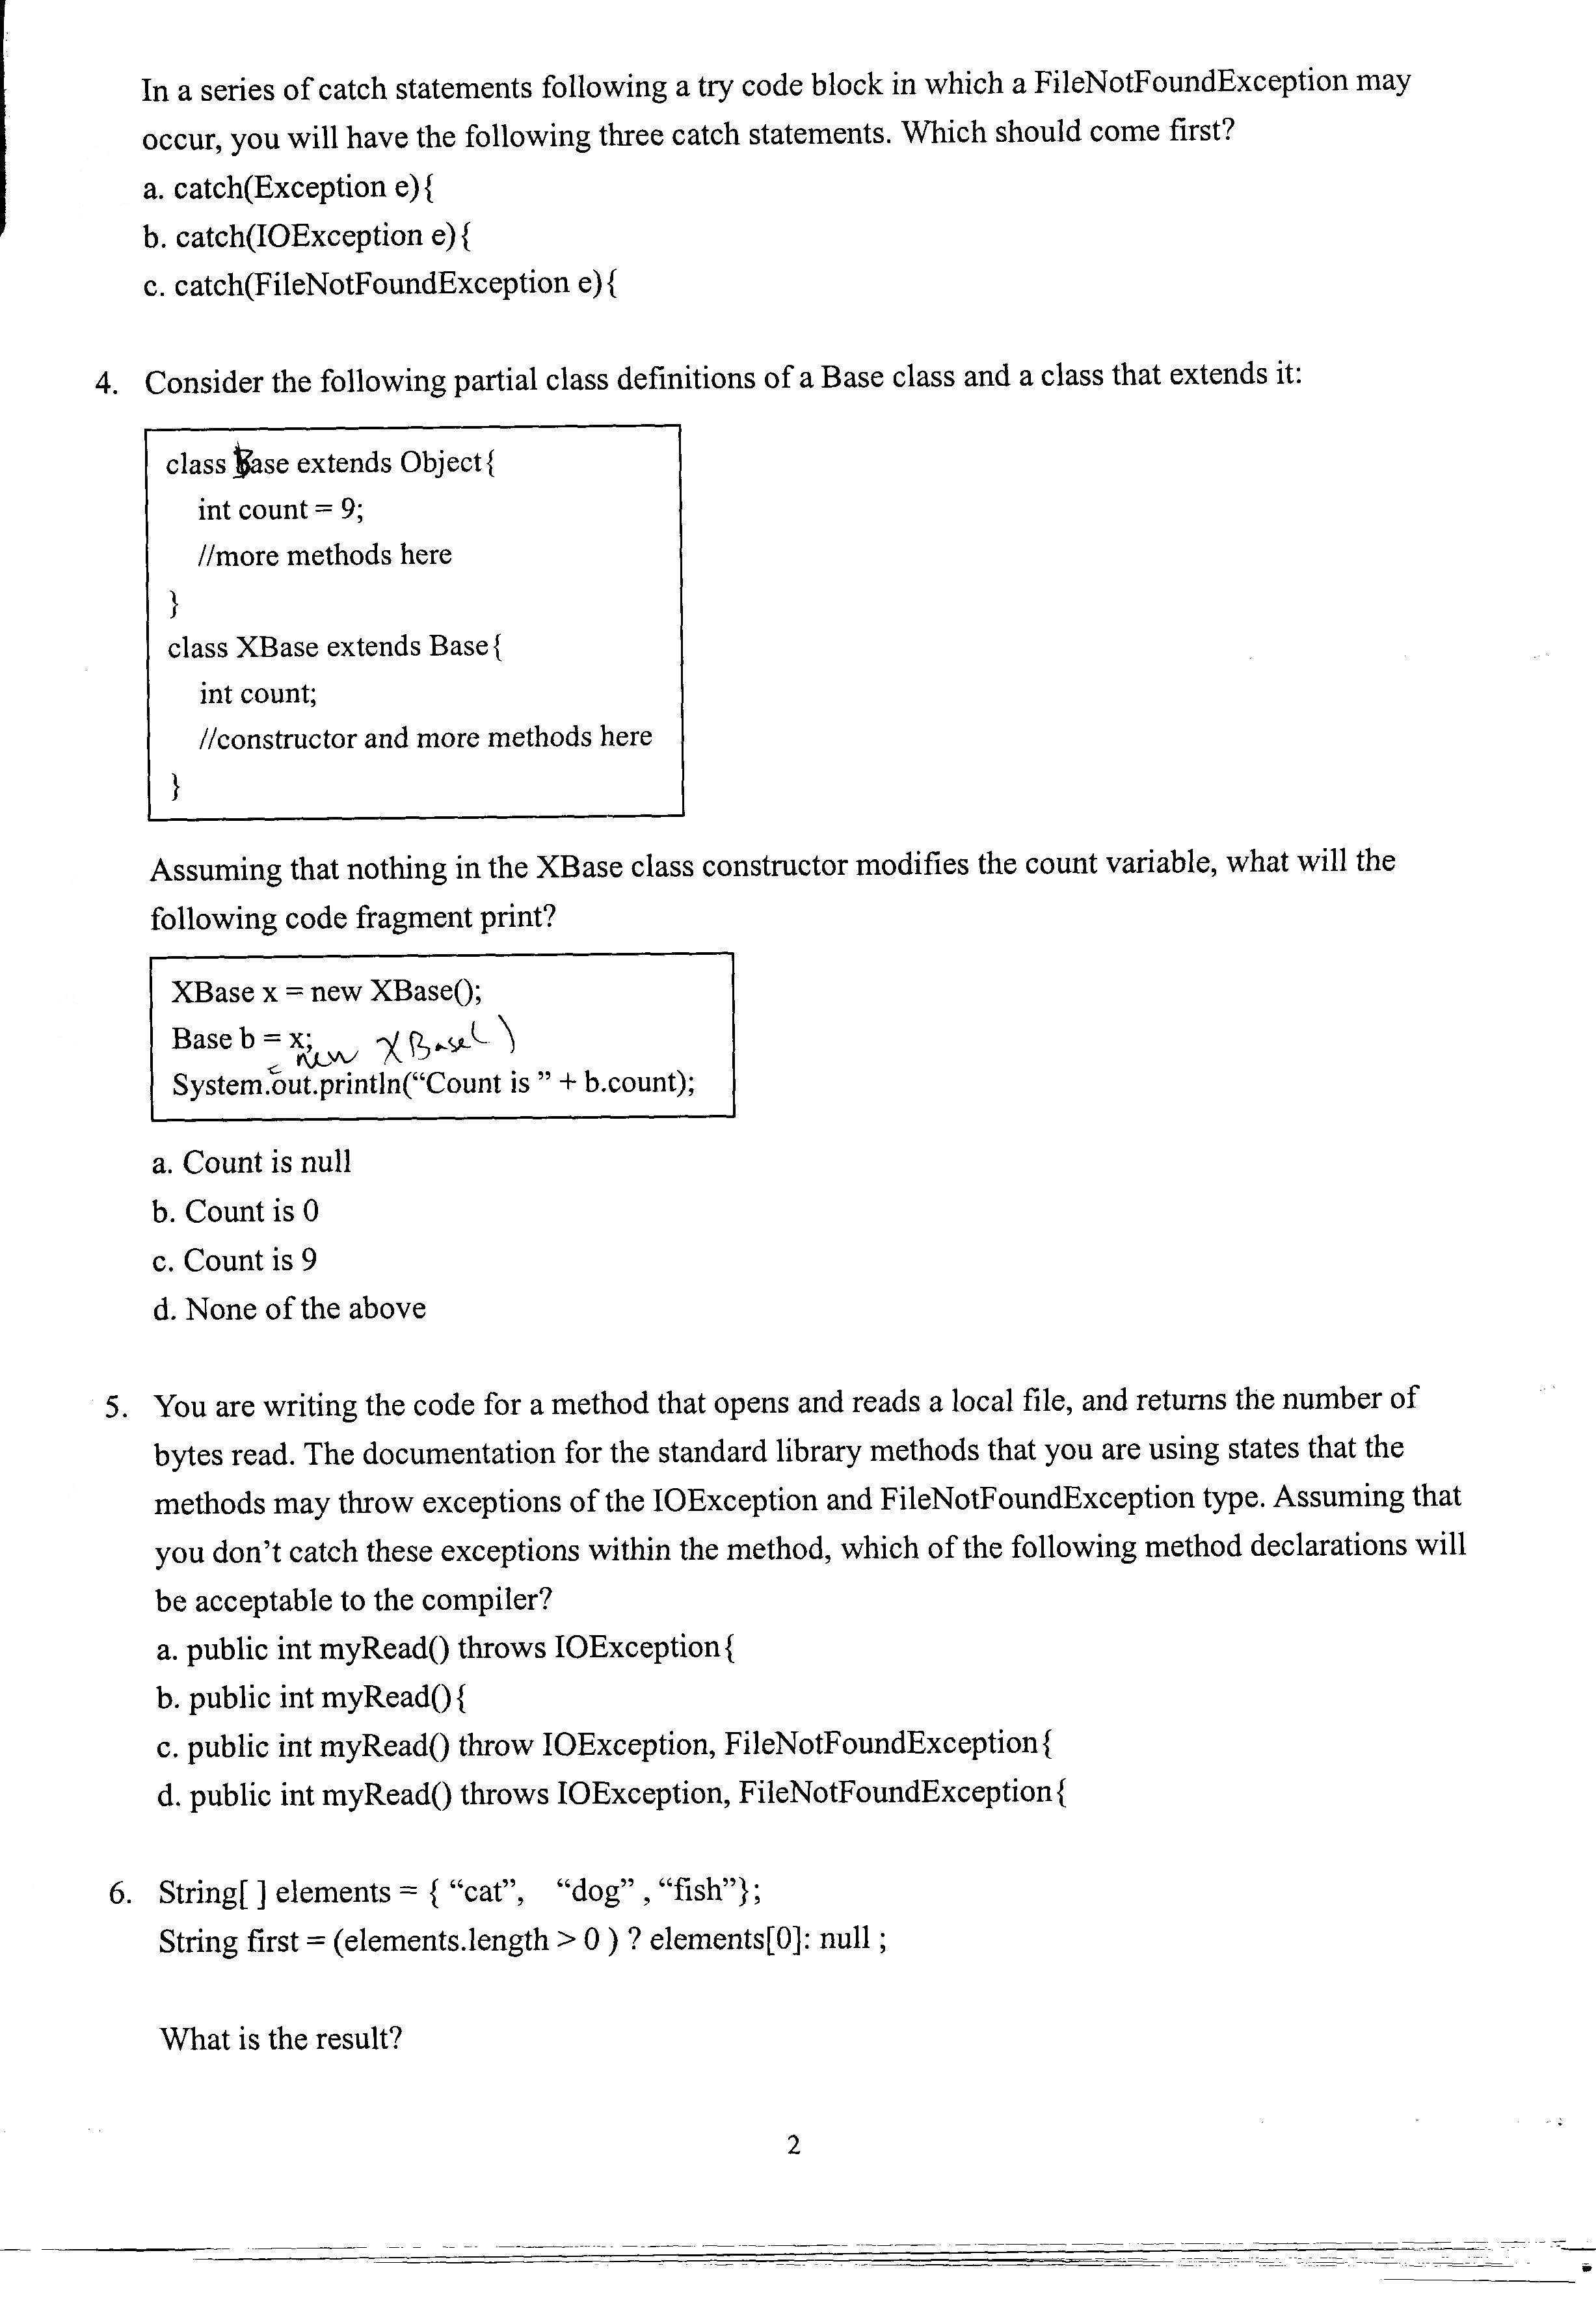 In a series of catch statements following a try code block in which a FileNotFoundException may
occur, you will have the following three catch statements. Which should come first?
a. catch(Exception e){
b. catch(IOException e){
c. catch(FileNotFoundException e){
4. Consider the following partial class definitions of a Base class and a class that extends it:
class Base extends Object{
int count = 9;
//more methods here
}
class XBase extends Base{
int count;
//constructor and more methods here
}
Assuming that nothing in the XBase class constructor modifies the count variable, what will the
following code fragment print?
XBase x = new XBase();
Base b = x;
= new XBase()
System.out.println(“Count is ” + b.count);
a. Count is null
b. Count is 0
c. Count is 9
d. None of the above
5. You are writing the code for a method that opens and reads a local file, and returns the number of
bytes read. The documentation for the standard library methods that you are using states that the
methods may throw exceptions of the IOException and FileNotFoundException type. Assuming that
you don’t catch these exceptions within the method, which of the following method declarations will
be acceptable to the compiler?
a. public int myRead() throws IOException{
b. public int myRead(){
c. public int myRead() throw IOException, FileNotFoundException{
d. public int myRead() throws IOException, FileNotFoundException{
6. String[ ] elements = { “cat”, “dog” , “fish”};
String first = (elements.length > 0 ) ? elements[0]: null ;
What is the result?
2